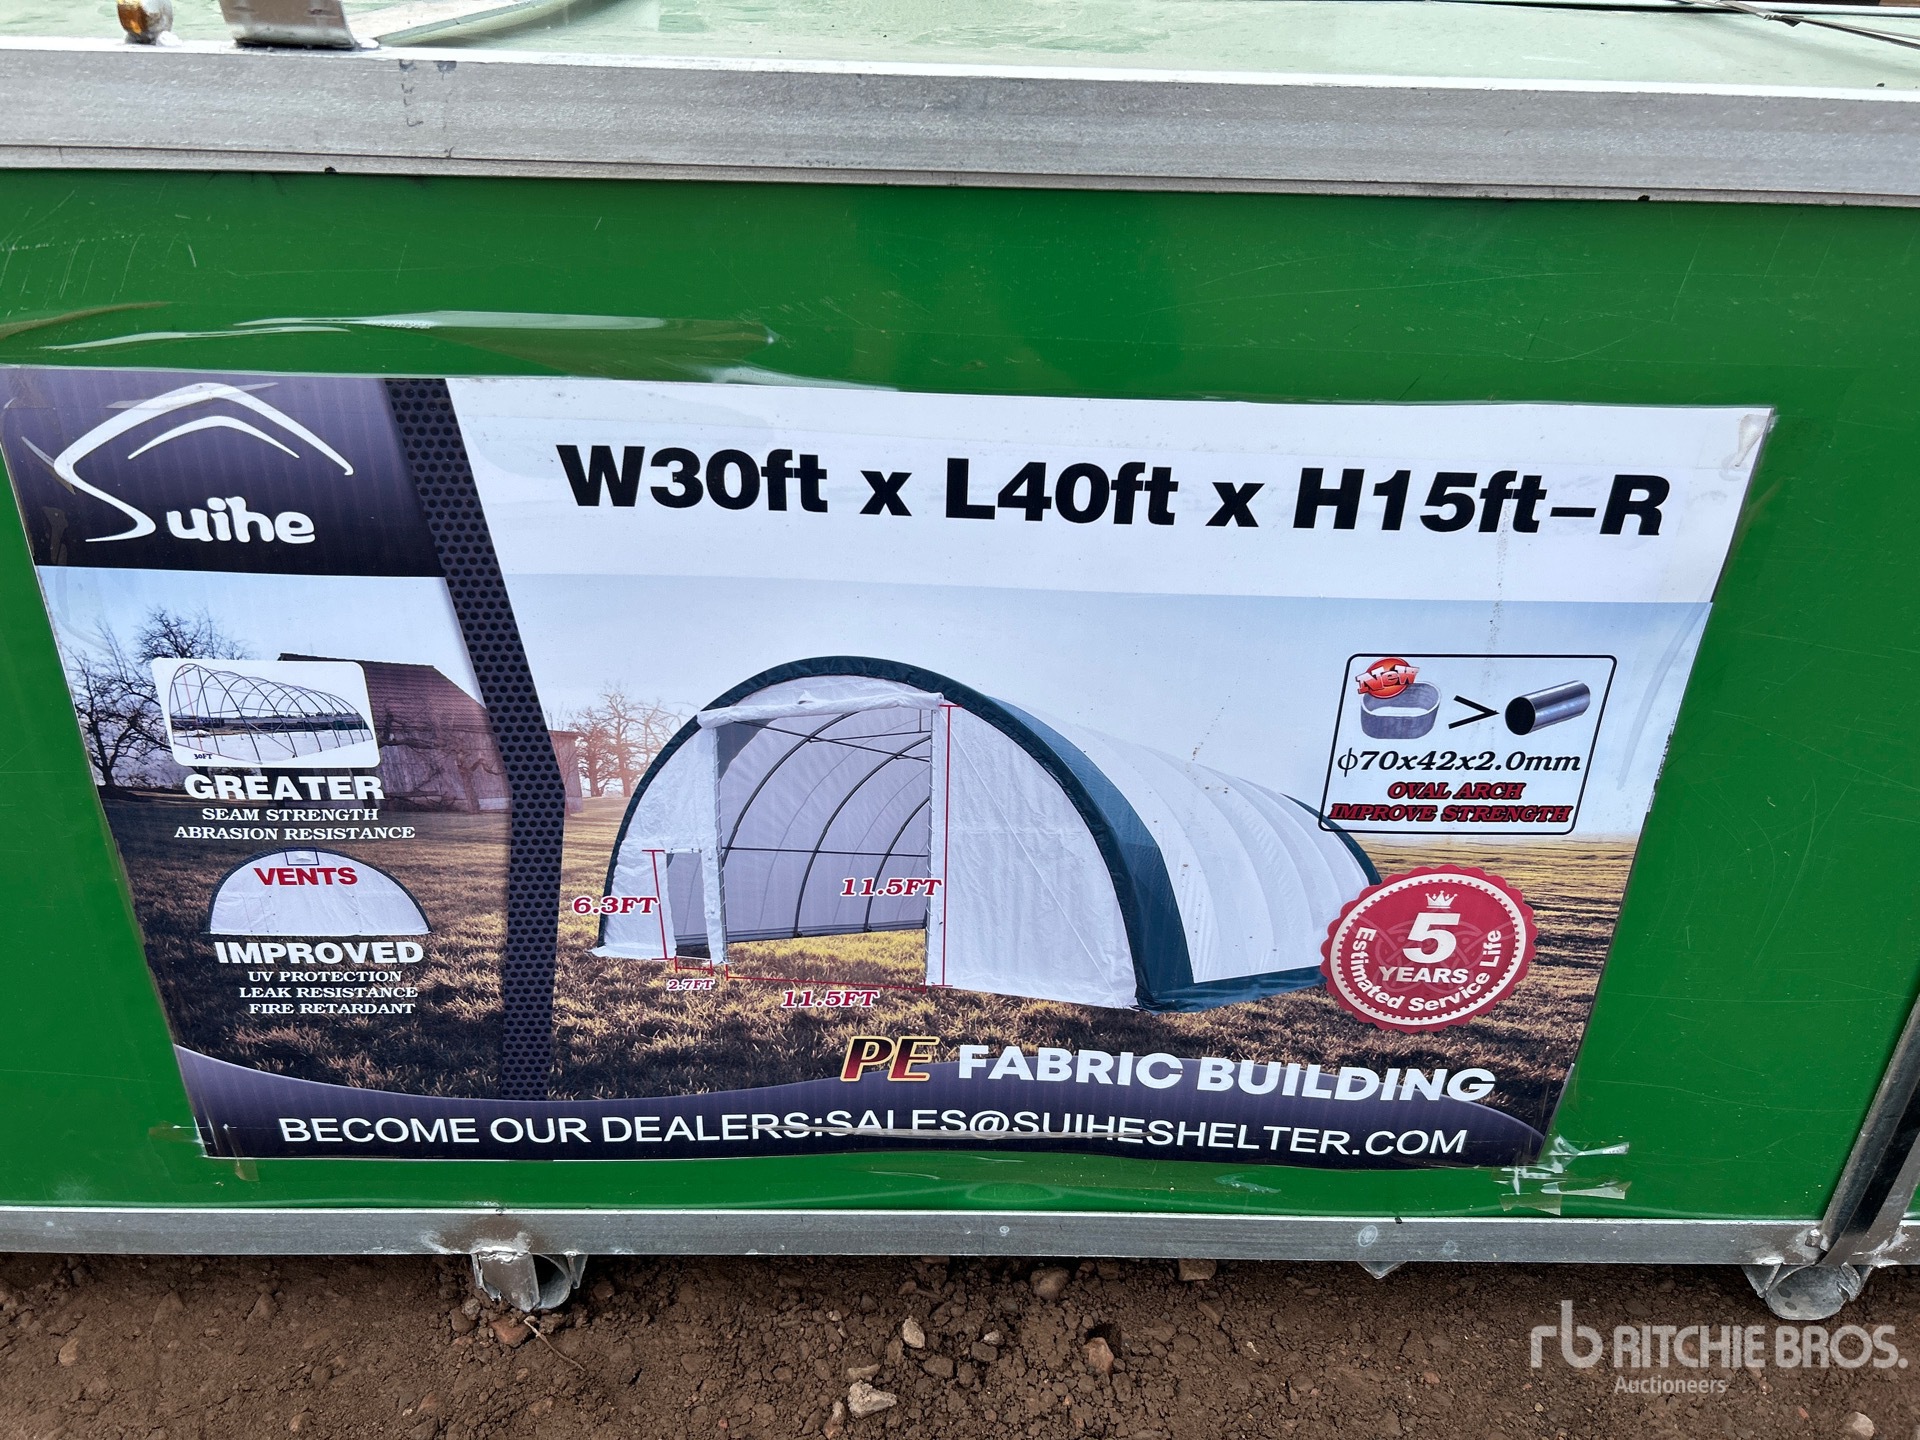 Suihe
W30ft x L40ft x H15ft-R
30FT
GREATER
SEAM STRENGTH
ABRASION RESISTANCE
VENTS
IMPROVED
UV PROTECTION
LEAK RESISTANCE
FIRE RETARDANT
6.3FT
11.5FT
2.7FT
11.5FT
New
>
ϕ70x42x2.0mm
OVAL ARCH
IMPROVE STRENGTH
5
YEARS
Estimated Service Life
PE FABRIC BUILDING
BECOME OUR DEALERS:SALES@SUIHESHELTER.COM
rb RITCHIE BROS.
Auctioneers